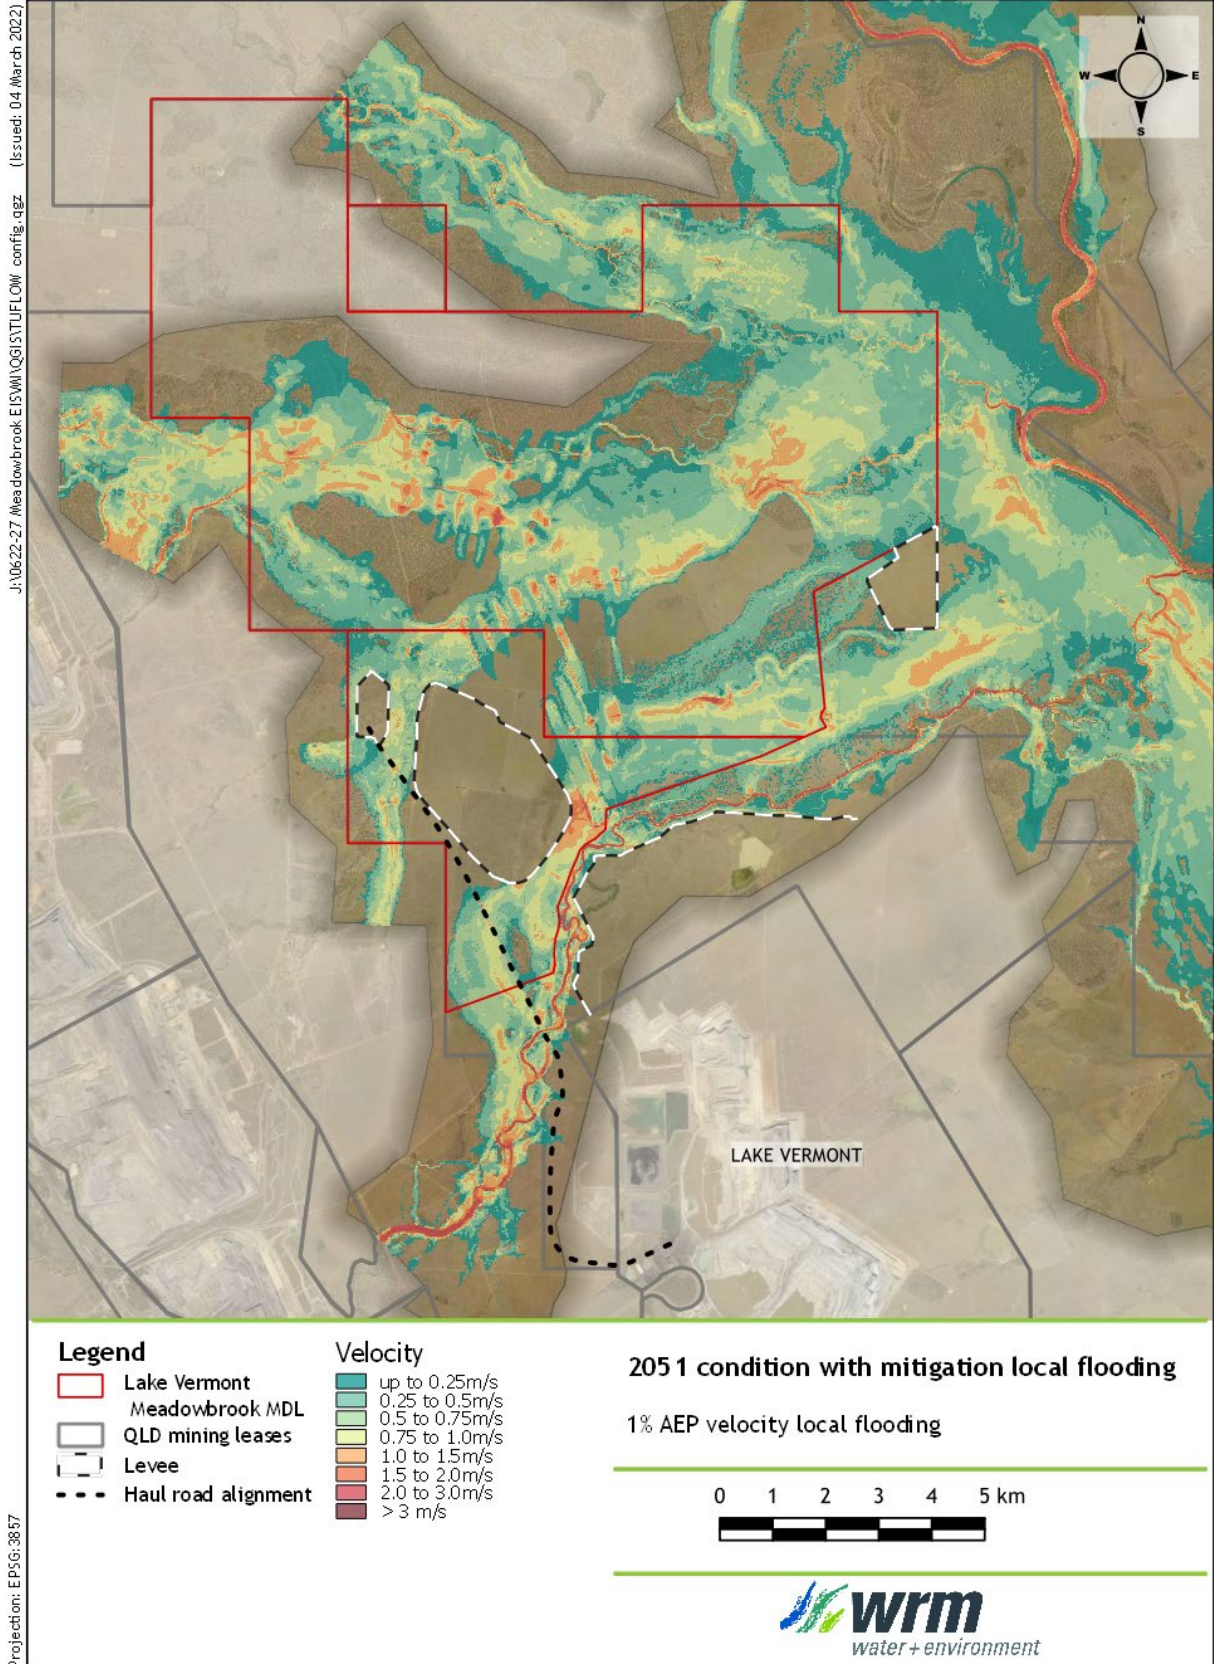 J:\0622-27 Meadowbrook EIS\WM\QGIS\TUFLOW config.qgz (Issued: 04 March 2022)
Projection: EPSG:3857
N
W
E
S
LAKE VERMONT
Legend
Lake Vermont
Meadowbrook MDL
QLD mining leases
Levee
Haul road alignment
Velocity
up to 0.25m/s
0.25 to 0.5m/s
0.5 to 0.75m/s
0.75 to 1.0m/s
1.0 to 1.5m/s
1.5 to 2.0m/s
2.0 to 3.0m/s
> 3 m/s
2051 condition with mitigation local flooding
1% AEP velocity local flooding
0 1 2 3 4 5 km
wrm
water + environment